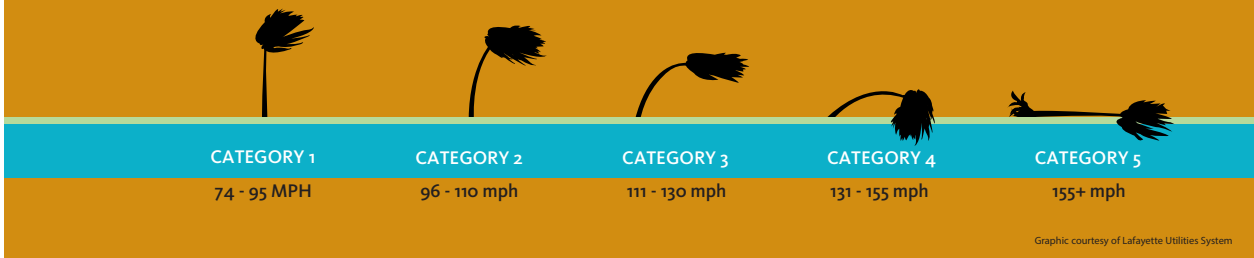 CATEGORY 1 CATEGORY 2 CATEGORY 3 CATEGORY 4 CATEGORY 5
74 - 95 MPH 96 - 110 mph 111 - 130 mph 131 - 155 mph 155+ mph
Graphic courtesy of Lafayette Utilities System